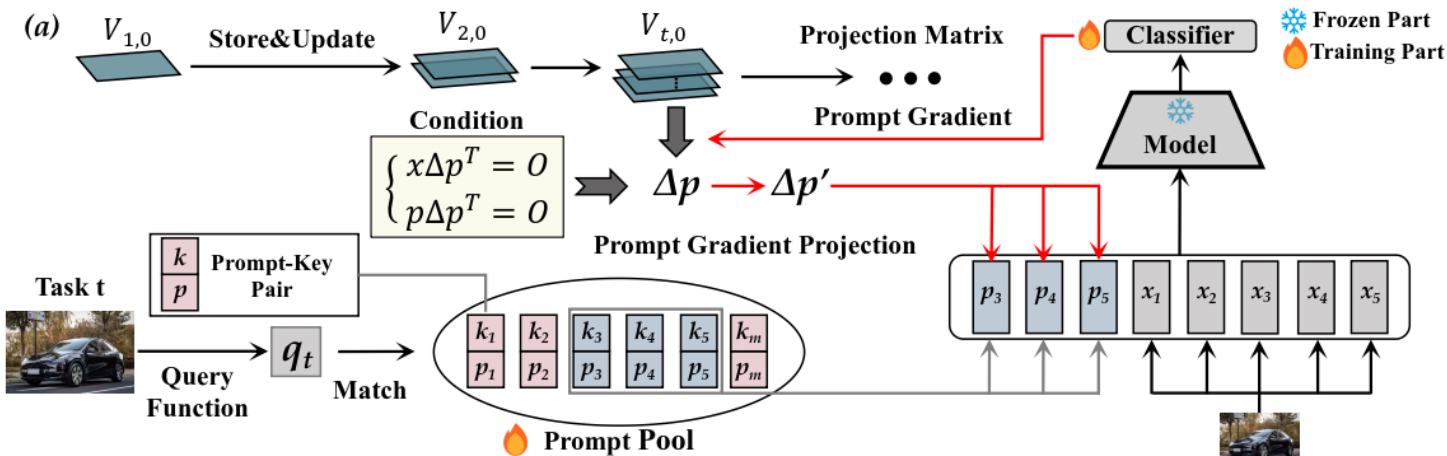 (a)
V1,0
Store&Update
V2,0
Vt,0
Projection Matrix
Classifier
Frozen Part
Training Part
Condition
Prompt Gradient
Model
xΔp^T = O
pΔp^T = O
Δp
Δp'
Prompt Gradient Projection
k
p
Prompt-Key
Pair
Task t
p3 p4 p5 x1 x2 x3 x4 x5
qt
Query
Function
Match
k1 k2 k3 k4 k5 km
p1 p2 p3 p4 p5 pm
Prompt Pool